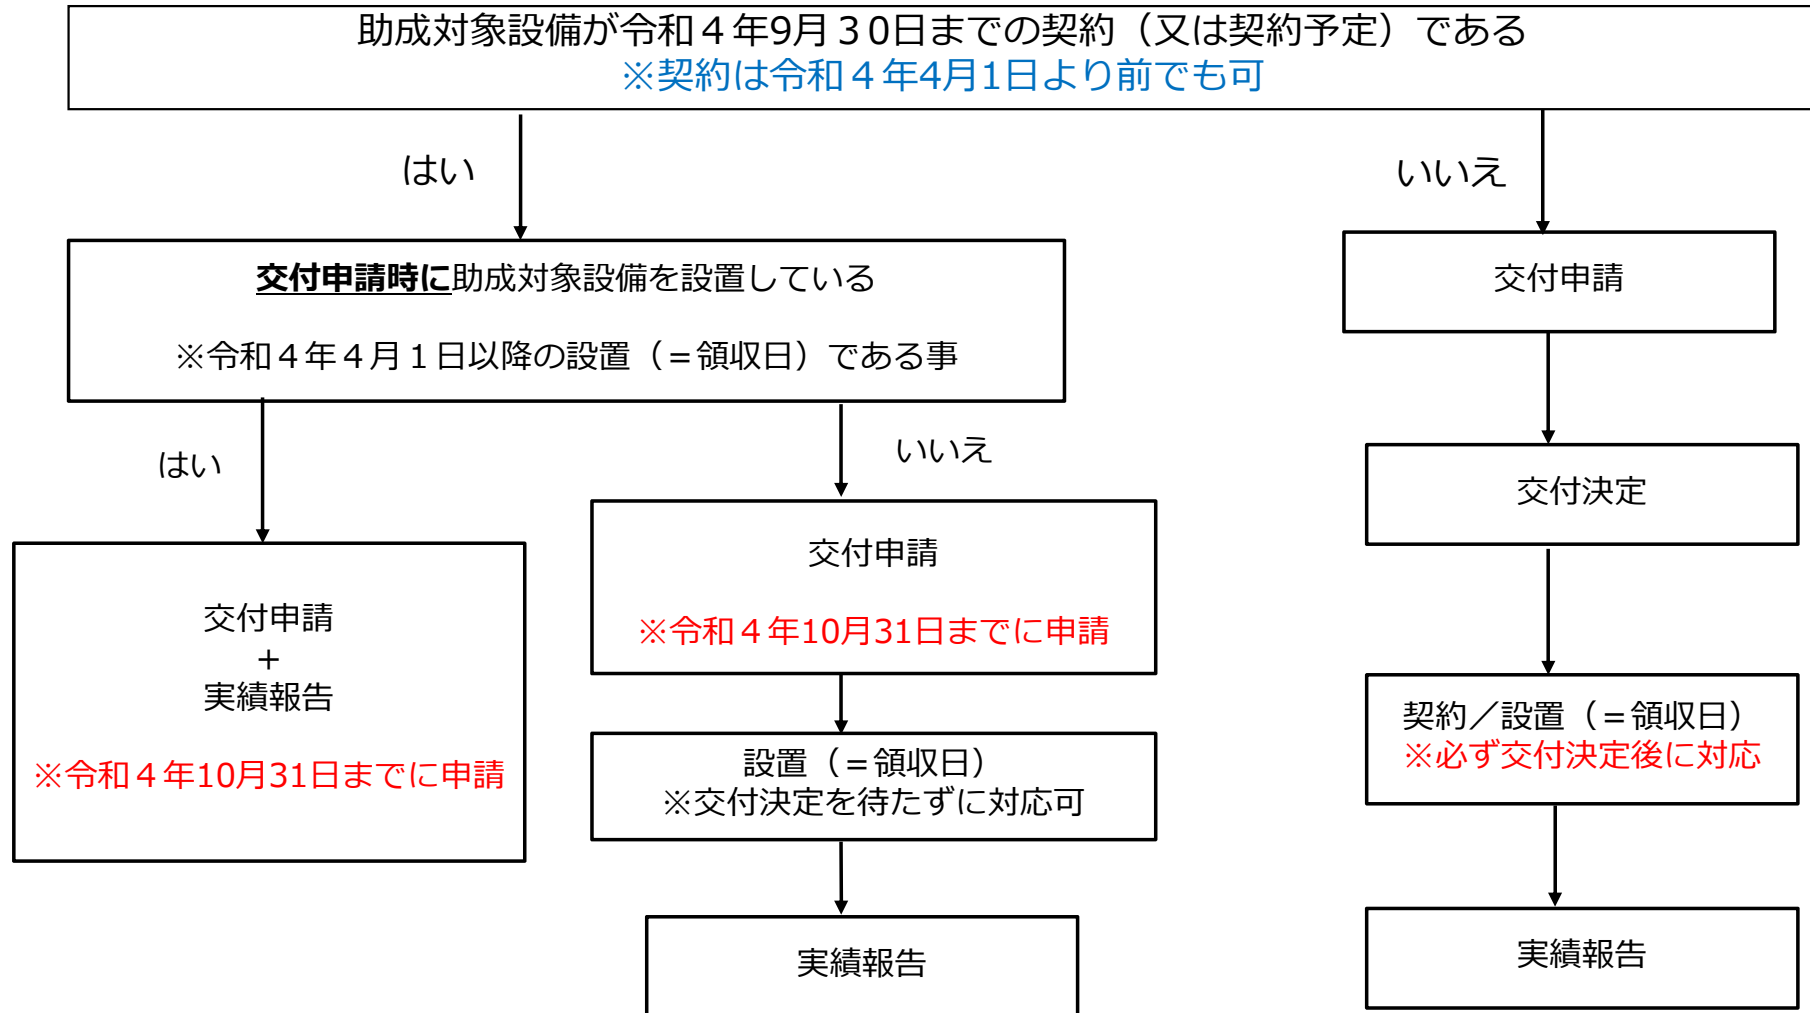 助成対象設備が令和４年9月３0日までの契約（又は契約予定）である
※契約は令和４年4月1日より前でも可
はい
いいえ
交付申請時に助成対象設備を設置している
※令和４年４月１日以降の設置（＝領収日）である事
はい
いいえ
交付申請
+
実績報告
※令和４年10月31日までに申請
交付申請
※令和４年10月31日までに申請
設置（＝領収日）
※交付決定を待たずに対応可
実績報告
交付申請
交付決定
契約／設置（＝領収日）
※必ず交付決定後に対応
実績報告